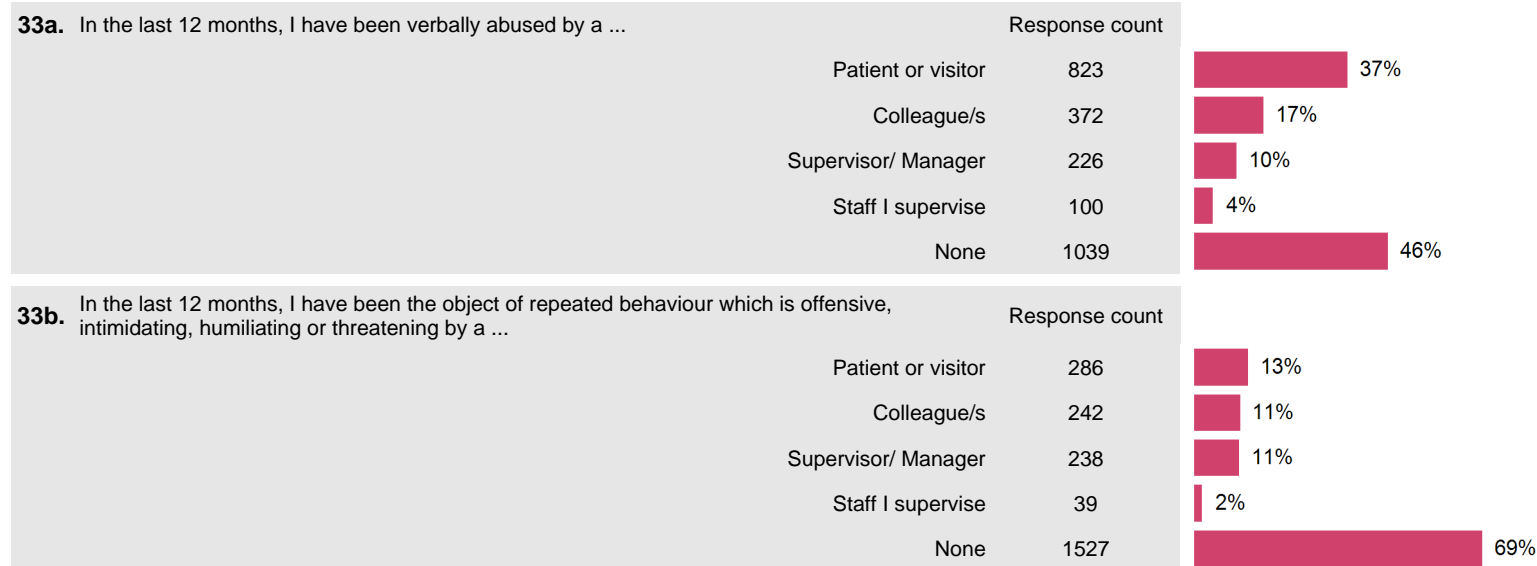 33a. In the last 12 months, I have been verbally abused by a ... Response count
Patient or visitor 823 37%
Colleague/s 372 17%
Supervisor/ Manager 226 10%
Staff I supervise 100 4%
None 1039 46%
33b. In the last 12 months, I have been the object of repeated behaviour which is offensive,
intimidating, humiliating or threatening by a ... Response count
Patient or visitor 286 13%
Colleague/s 242 11%
Supervisor/ Manager 238 11%
Staff I supervise 39 2%
None 1527 69%